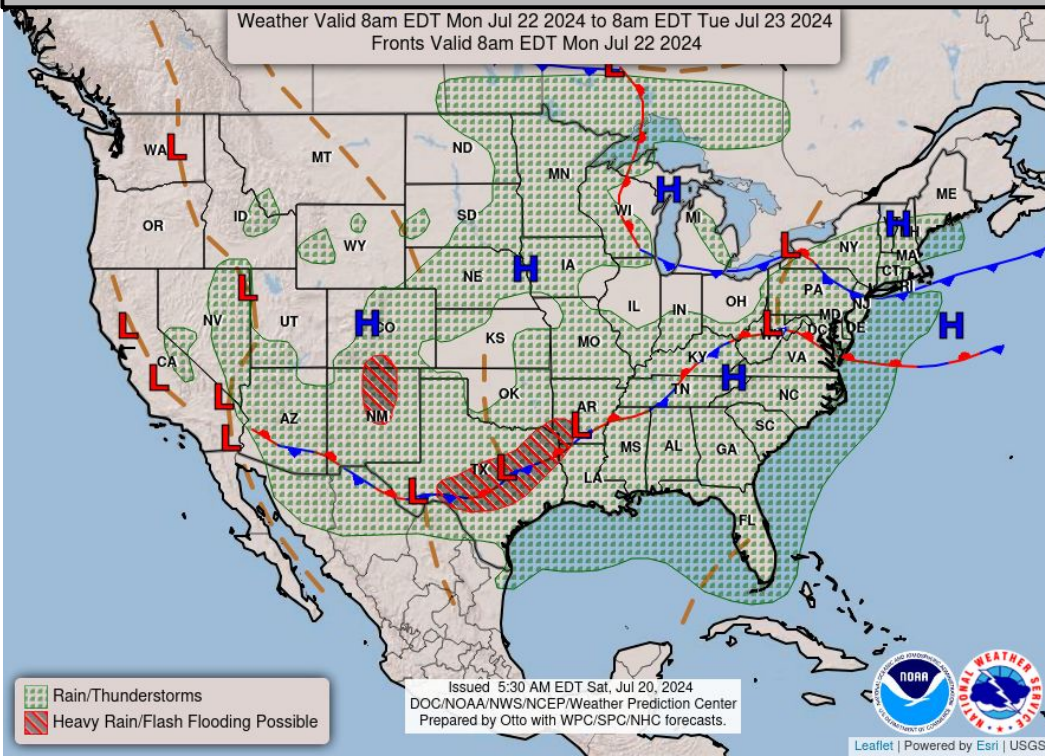 Weather Valid 8am EDT Mon Jul 22 2024 to 8am EDT Tue Jul 23 2024
Fronts Valid 8am EDT Mon Jul 22 2024
L
WA L
MT
ND
MN
H
WI
MI
ME
OR
ID
SD
H
NY
MA
CT
RI
WY
L
H
IA
NE
PA
NJ
OH
IL
IN
MD
DE
DC
L
NV
UT
H
CO
L
H
L
CA
KS
MO
KY
VA
L
H
OK
TN
NC
L
AZ
NM
AR
L
SC
L
MS
AL
GA
TX
L
LA
L
FL
Rain/Thunderstorms
Heavy Rain/Flash Flooding Possible
Issued 5:30 AM EDT Sat, Jul 20, 2024
DOC/NOAA/NWS/NCEP/Weather Prediction Center
Prepared by Otto with WPC/SPC/NHC forecasts.
NOAA
NATIONAL WEATHER SERVICE
Leaflet | Powered by Esri | USGS